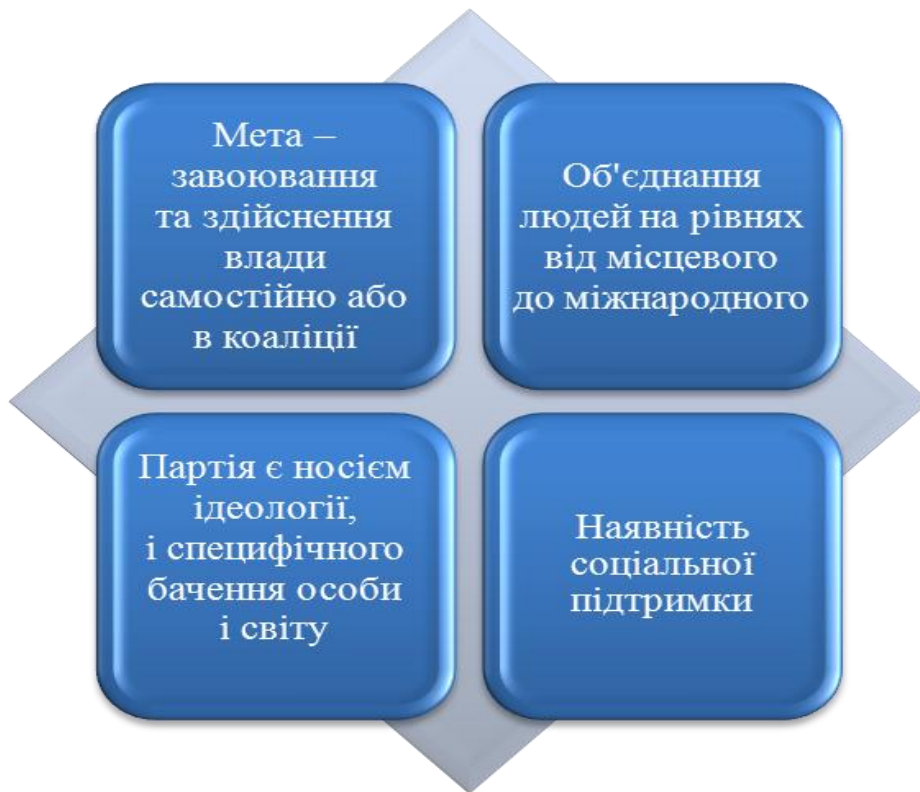 Мета –
завоювання
та здійснення
влади
самостійно або
в коаліції
Об'єднання
людей на рівнях
від місцевого
до міжнародного
Партія є носієм
ідеології,
і специфічного
бачення особи
і світу
Наявність
соціальної
підтримки